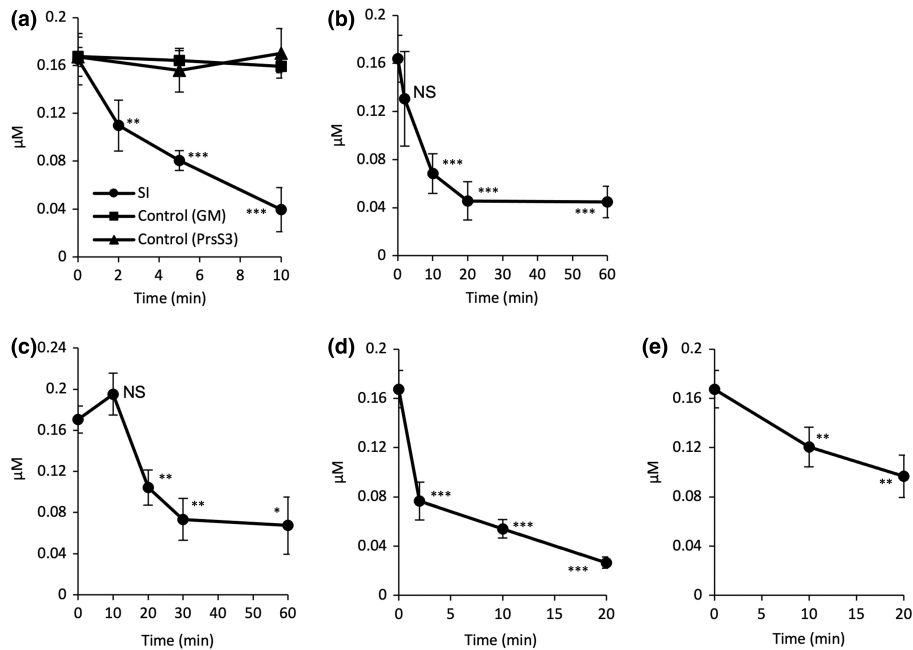 (a)
0.2
0.16
0.12
0.08
0.04
0
µM
**
***
***
SI
Control (GM)
Control (PrsS3)
0 2 4 6 8 10
Time (min)
(b)
0.2
0.16
0.12
0.08
0.04
0
µM
NS
***
***
***
0 10 20 30 40 50 60
Time (min)
(c)
0.24
0.2
0.16
0.12
0.08
0.04
0
µM
NS
**
**
*
0 10 20 30 40 50 60
Time (min)
(d)
0.2
0.16
0.12
0.08
0.04
0
µM
***
***
***
0 5 10 15 20
Time (min)
(e)
0.2
0.16
0.12
0.08
0.04
0
µM
**
**
0 5 10 15 20
Time (min)